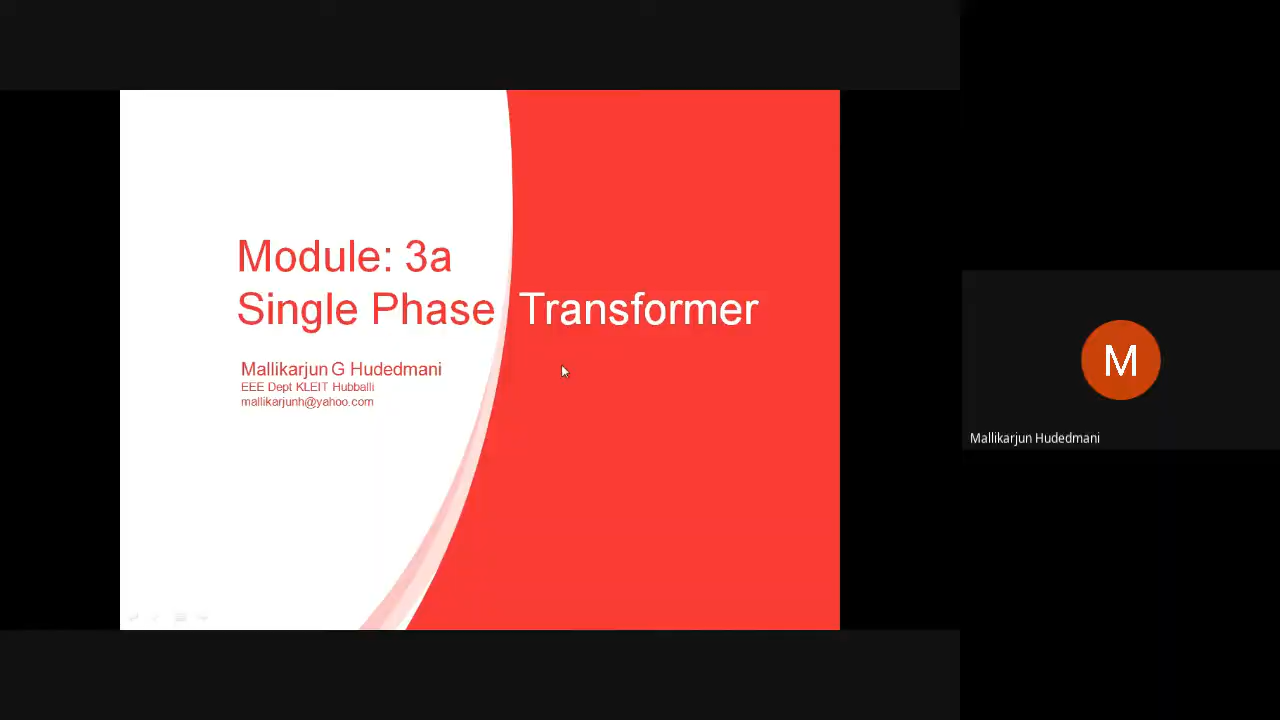 Module: 3a
Single Phase Transformer
Mallikarjun G Hudedmani
EEE Dept KLEIT Hubballi
mallikarjunh@yahoo.com
M
Mallikarjun Hudedmani